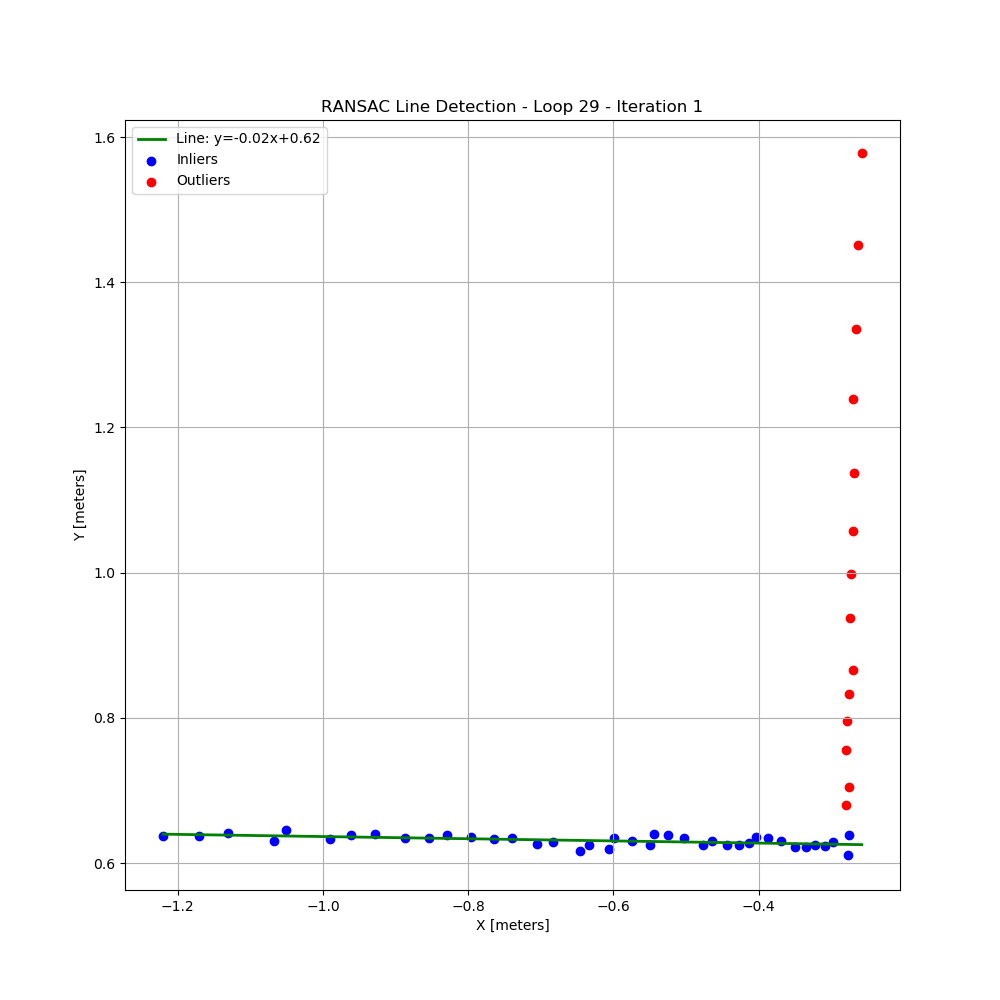 RANSAC Line Detection - Loop 29 - Iteration 1
Line: y=-0.02x+0.62
Inliers
Outliers
1.6
1.4
1.2
1.0
0.8
0.6
Y [meters]
−1.2 −1.0 −0.8 −0.6 −0.4
X [meters]